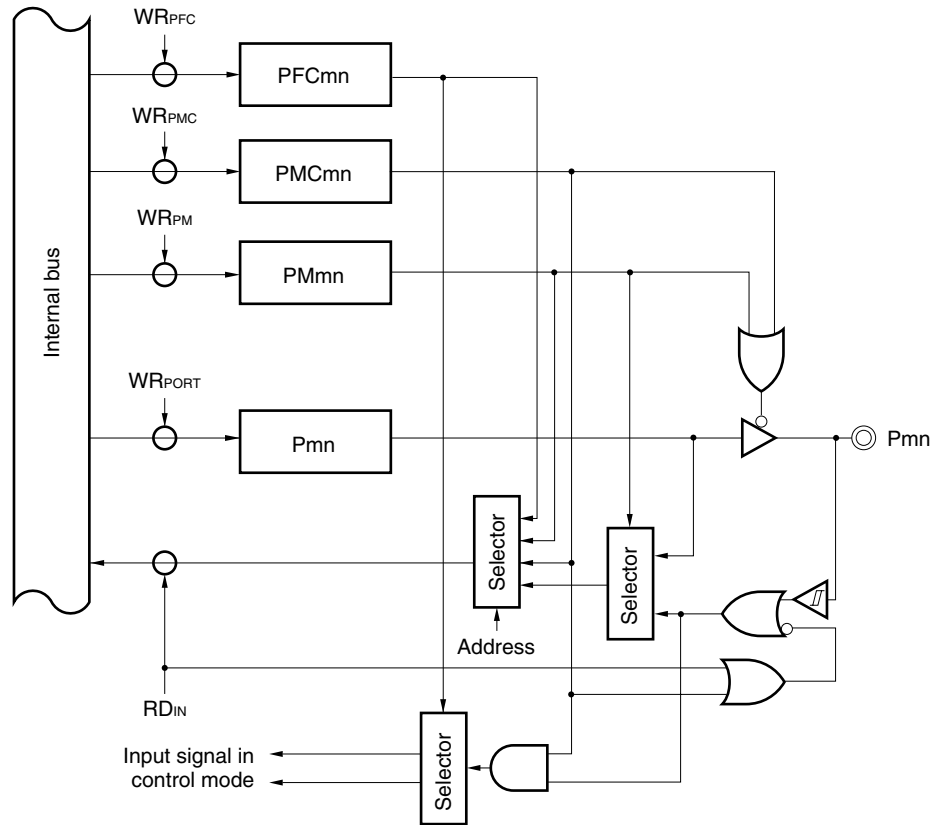 WRPFC
PFCmn
WRPMC
PMCmn
WRPM
PMmn
Internal bus
WRPORT
Pmn
Pmn
Selector
Selector
Address
RDIN
Selector
Input signal in
control mode